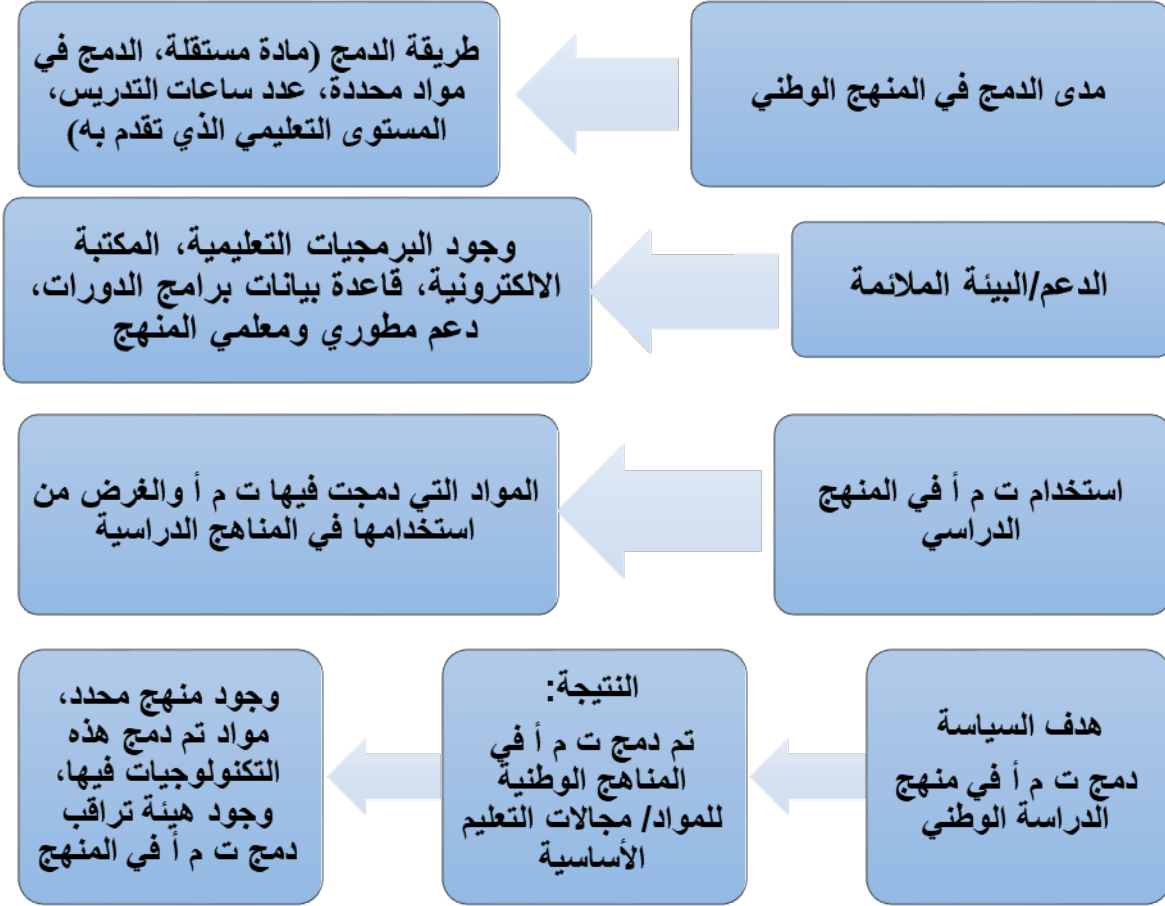 مدى الدمج في المنهج الوطني
طريقة الدمج (مادة مستقلة، الدمج في
مواد محددة، عدد ساعات التدريس،
المستوى التعليمي الذي تقدم به)
الدعم/البيئة الملائمة
وجود البرمجيات التعليمية، المكتبة
الالكترونية، قاعدة بيانات برامج الدورات،
دعم مطوري ومعلمي المنهج
استخدام ت م أ في المنهج
الدراسي
المواد التي دمجت فيها ت م أ والغرض من
استخدامها في المناهج الدراسية
هدف السياسة
دمج ت م أ في منهج
الدراسة الوطني
النتيجة:
تم دمج ت م أ في
المناهج الوطنية
للمواد/ مجالات التعليم
الأساسية
وجود منهج محدد،
مواد تم دمج هذه
التكنولوجيات فيها،
وجود هيئة تراقب
دمج ت م أ في المنهج